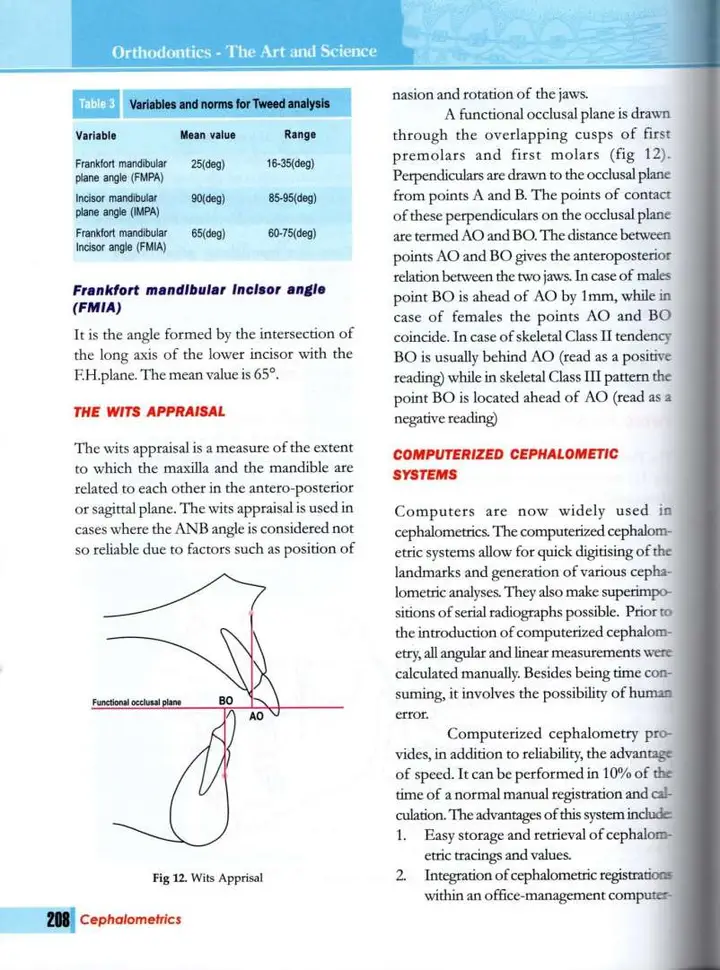 Orthodontics - The Art and Science
Table 3 Variables and norms for Tweed analysis
Variable Mean value Range
Frankfort mandibular 25(deg) 16-35(deg)
plane angle (FMPA)
Incisor mandibular 90(deg) 85-95(deg)
plane angle (IMPA)
Frankfort mandibular 65(deg) 60-75(deg)
Incisor angle (FMIA)
Frankfort mandibular incisor angle
(FMIA)
It is the angle formed by the intersection of
the long axis of the lower incisor with the
F.H.plane. The mean value is 65°.
THE WITS APPRAISAL
The wits appraisal is a measure of the extent
to which the maxilla and the mandible are
related to each other in the antero-posterior
or sagittal plane. The wits appraisal is used in
cases where the ANB angle is considered not
so reliable due to factors such as position of
Functional occlusal plane BO
AO
Fig 12. Wits Apprisal
nasion and rotation of the jaws.
A functional occlusal plane is drawn
through the overlapping cusps of first
premolars and first molars (fig 12).
Perpendiculars are drawn to the occlusal plane
from points A and B. The points of contact
of these perpendiculars on the occlusal plane
are termed AO and BO. The distance between
points AO and BO gives the anteroposterior
relation between the two jaws. In case of males
point BO is ahead of AO by 1mm, while in
case of females the points AO and BO
coincide. In case of skeletal Class II tendency
BO is usually behind AO (read as a positive
reading) while in skeletal Class III pattern the
point BO is located ahead of AO (read as a
negative reading)
COMPUTERIZED CEPHALOMETIC
SYSTEMS
Computers are now widely used in
cephalometrics. The computerized cephalom-
etric systems allow for quick digitising of the
landmarks and generation of various cepha-
lometric analyses. They also make superimpo-
sitions of serial radiographs possible. Prior to
the introduction of computerized cephalom-
etry, all angular and linear measurements were
calculated manually. Besides being time con-
suming, it involves the possibility of human
error.
Computerized cephalometry pro-
vides, in addition to reliability, the advantage
of speed. It can be performed in 10% of the
time of a normal manual registration and cal-
culation. The advantages of this system include:
1. Easy storage and retrieval of cephalom-
etric tracings and values.
2. Integration of cephalometric registrations
within an office-management computer-
208 Cephalometrics